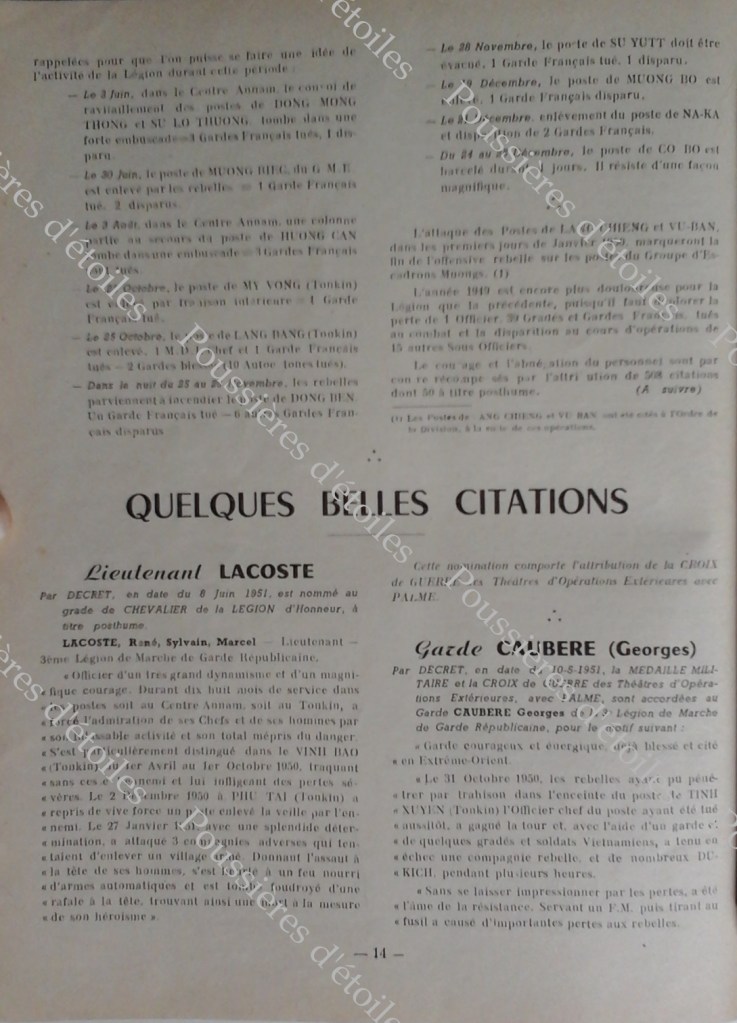 rappelées pour que l'on puisse se faire une idée de
l'activité de la Légion durant cette période :
— Le 3 Juin, dans le Centre Annam, le convoi de
ravitaillement des postes de DONG MONG
THONG et SU LO THUONG, tombe dans une
forte embuscade = 3 Gardes Français tués, 1 dis-
paru.
— Le 30 Juin, le poste de MUONG BIEG, du G. M. E.
est enlevé par les rebelles = 1 Garde Français
tué, 2 disparus.
Le 3 Août, dans le Centre Annam, une colonne
partie au secours du poste de HUONG CAN
tombe dans une embuscade = 3 Gardes Français
tués.
— Le Octobre, le poste de MY VONG (Tonkin)
est par trahison intérieure = 1 Garde
Français tué.
— Le 25 Octobre, le de LANG BANG (Tonkin)
est enlevé. 1 M.D.L. Chef et 1 Garde Français
tués — 2 Gardes (10 Autochtones tués).
— Dans la nuit du 23 au Novembre, les rebelles
parviennent à incendier le de DONG BEN.
Un Garde Français tué — 6 Gardes Fran-
çais disparus
— Le 28 Novembre, le poste de SU YUTT doit être
évacué. 1 Garde Français tué, 1 disparu.
— Le Décembre, le poste de MUONG BO est
1 Garde Français disparu.
— Le Décembre, enlèvement du poste de NA-KA
et disparition de 2 Gardes Français.
— Du 24 au Décembre, le poste de CO BO est
harcelé durant jours. Il résiste d'une façon
magnifique.
L'attaque des Postes de LANG CHIENG et VU-BAN,
dans les premiers jours de Janvier marqueront la
fin de l'offensive rebelle sur les postes du Groupe d'Es-
cadrons Muongs. (1)
L'année 1949 est encore plus douloureuse pour la
Légion que la précédente, puisqu'il faut déplorer la
perte de 1 Officier, 39 Gradés et Gardes Français, tués
au combat et la disparition au cours d'opérations de
15 autres Sous Officiers.
Le courage et l'abnégation du personnel sont par
contre récompensés par l'attribution de 508 citations
dont 50 à titre posthume. (A suivre)
(1) Les Postes de LANG CHIENG et VU BAN ont été cités à l'Ordre de
la Division, à la suite de ces opérations.
QUELQUES BELLES CITATIONS
Lieutenant LACOSTE
Par DECRET, en date du 8 Juin 1951, est nommé au
grade de CHEVALIER de la LEGION d'Honneur, à
titre posthume.
LACOSTE, René, Sylvain, Marcel — Lieutenant —
3ème Légion de Marche de Garde Républicaine.
« Officier d'un très grand dynamisme et d'un magni-
« fique courage. Durant dix huit mois de service dans
« postes soit au Centre Annam, soit au Tonkin, a
« forcé l'admiration de ses Chefs et de ses hommes par
« son inlassable activité et son total mépris du danger.
« S'est particulièrement distingué dans le VINH BAO
« (Tonkin) du 1er Avril au 1er Octobre 1950, traquant
« sans cesse l'ennemi et lui infligeant des pertes sé-
« vères. Le 2 Décembre 1950 à PHU TAI (Tonkin) a
« repris de vive force un poste enlevé la veille par l'en-
« nemi. Le 27 Janvier avec une splendide déter-
« mination, a attaqué 3 compagnies adverses qui ten-
« taient d'enlever un village Donnant l'assaut à
« la tête de ses hommes, s'est à un feu nourri
« d'armes automatiques et est tombé foudroyé d'une
« rafale à la tête, trouvant ainsi une mort à la mesure
« de son héroïsme ».
Cette nomination comporte l'attribution de la CROIX
de GUERRE des Théâtres d'Opérations Extérieures avec
PALME.
Garde CAUBERE (Georges)
Par DECRET, en date du 10-8-1951, la MEDAILLE MILI-
TAIRE et la CROIX de GUERRE des Théâtres d'Opéra-
tions Extérieures, avec PALME, sont accordées au
Garde CAUBERE Georges de la 3e Légion de Marche
de Garde Républicaine, pour le motif suivant :
« Garde courageux et énergique, déjà blessé et cité
« en Extrême-Orient.
« Le 31 Octobre 1950, les rebelles ayant pu péné-
« trer par trahison dans l'enceinte du poste de TINH
« XUYEN (Tonkin) l'Officier chef du poste ayant été tué
« aussitôt, a gagné la tour et, avec l'aide d'un garde et
« de quelques gradés et soldats Vietnamiens, a tenu en
« échec une compagnie rebelle, et de nombreux DU-
« KICH, pendant plusieurs heures.
« Sans se laisser impressionner par les pertes, a été
« l'âme de la résistance. Servant un F.M. puis tirant au
« fusil a causé d'importantes pertes aux rebelles.
— 14 —
Poussières d'étoiles